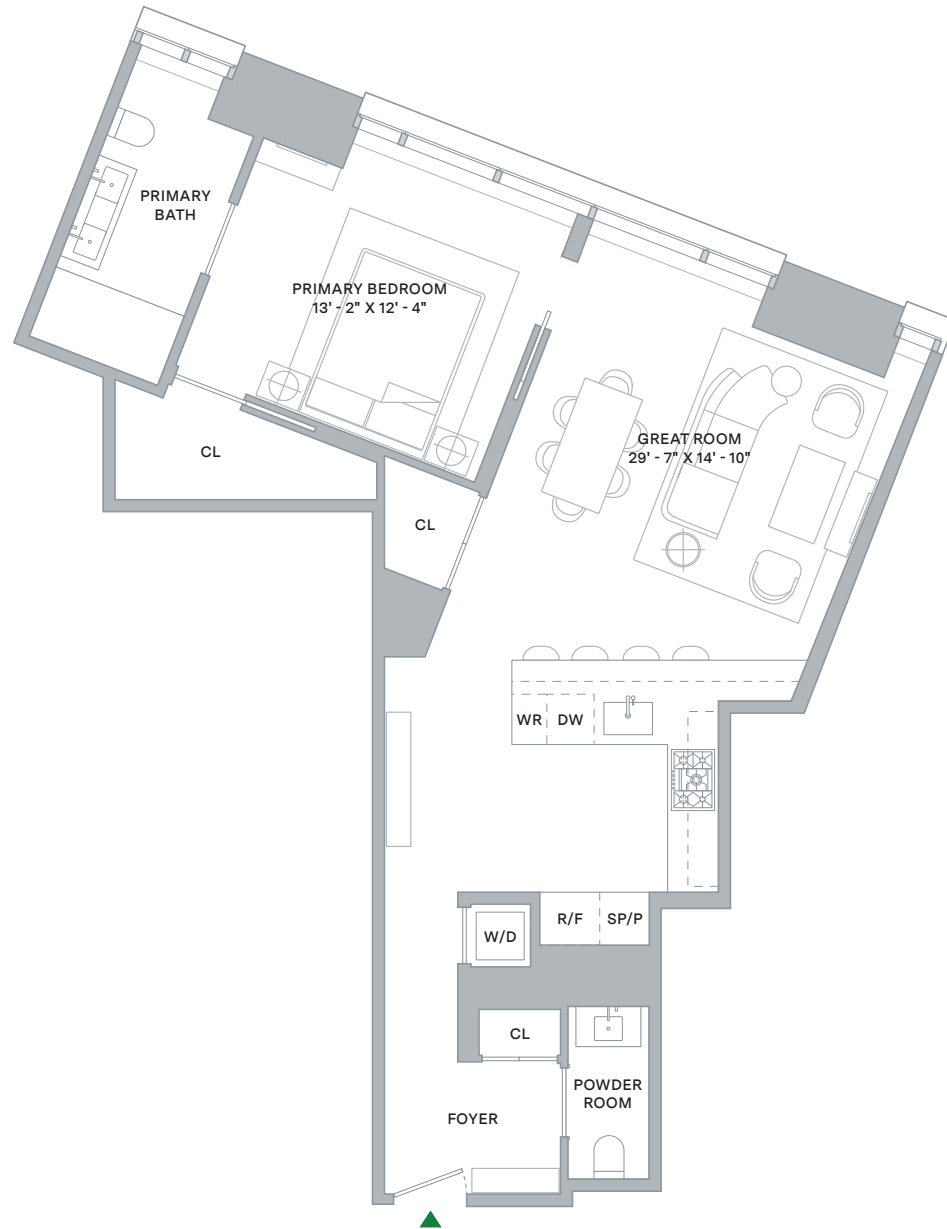 PRIMARY
BATH
PRIMARY BEDROOM
13' - 2" X 12' - 4"
GREAT ROOM
29' - 7" X 14' - 10"
CL
CL
WR
DW
R/F
SP/P
W/D
CL
POWDER
ROOM
FOYER